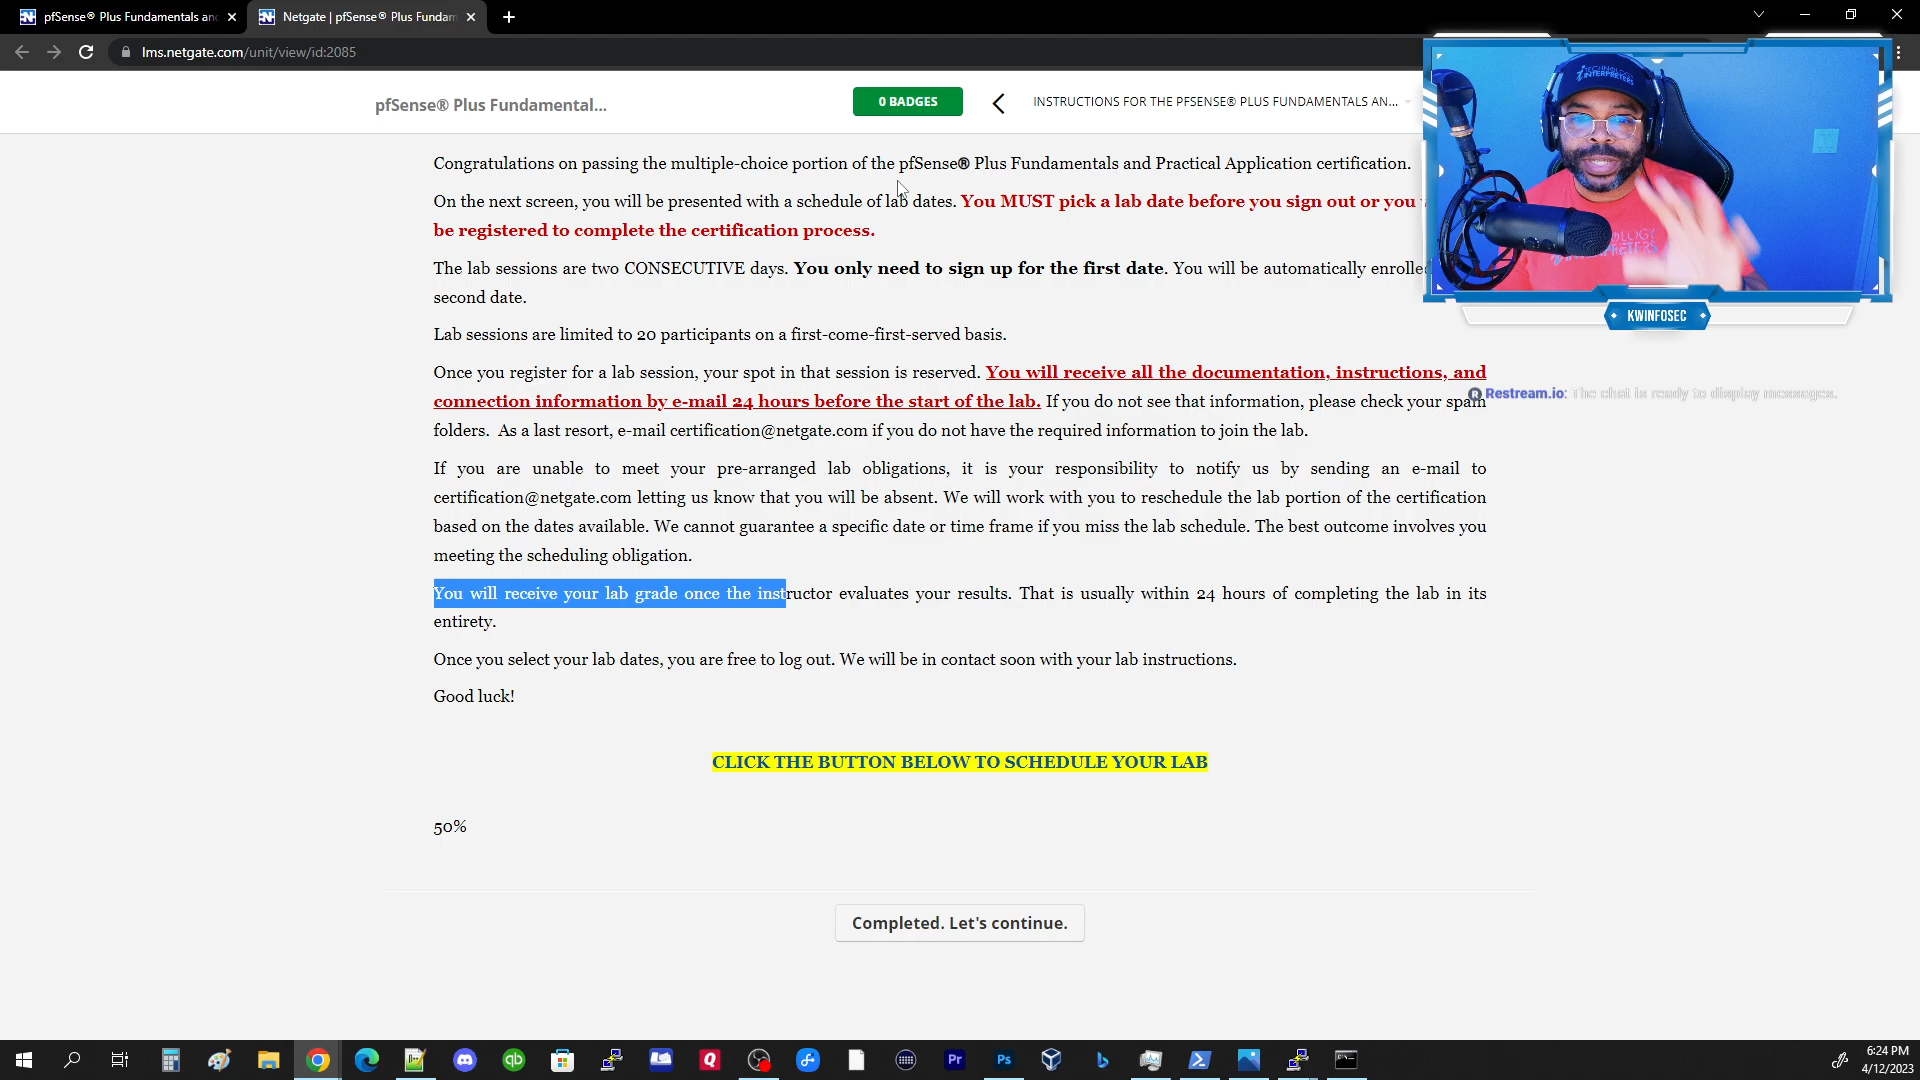 pfSense® Plus Fundamentals an
Netgate | pfSense® Plus Fundam
lms.netgate.com/unit/view/id:2085
pfSense® Plus Fundamental...
0 BADGES
INSTRUCTIONS FOR THE PFSENSE® PLUS FUNDAMENTALS AN...
Congratulations on passing the multiple-choice portion of the pfSense® Plus Fundamentals and Practical Application certification.
On the next screen, you will be presented with a schedule of lab dates. You MUST pick a lab date before you sign out or you
be registered to complete the certification process.
The lab sessions are two CONSECUTIVE days. You only need to sign up for the first date. You will be automatically enrolled
second date.
Lab sessions are limited to 20 participants on a first-come-first-served basis.
Once you register for a lab session, your spot in that session is reserved. You will receive all the documentation, instructions, and
connection information by e-mail 24 hours before the start of the lab. If you do not see that information, please check your spam
folders. As a last resort, e-mail certification@netgate.com if you do not have the required information to join the lab.
If you are unable to meet your pre-arranged lab obligations, it is your responsibility to notify us by sending an e-mail to
certification@netgate.com letting us know that you will be absent. We will work with you to reschedule the lab portion of the certification
based on the dates available. We cannot guarantee a specific date or time frame if you miss the lab schedule. The best outcome involves you
meeting the scheduling obligation.
You will receive your lab grade once the instructor evaluates your results. That is usually within 24 hours of completing the lab in its
entirety.
Once you select your lab dates, you are free to log out. We will be in contact soon with your lab instructions.
Good luck!
CLICK THE BUTTON BELOW TO SCHEDULE YOUR LAB
50%
Completed. Let's continue.
TECHNOLOGY
INTERPRETERS
KWINFOSEC
Restream.io: The chat is ready to display messages.
Pr
Ps
6:24 PM
4/12/2023